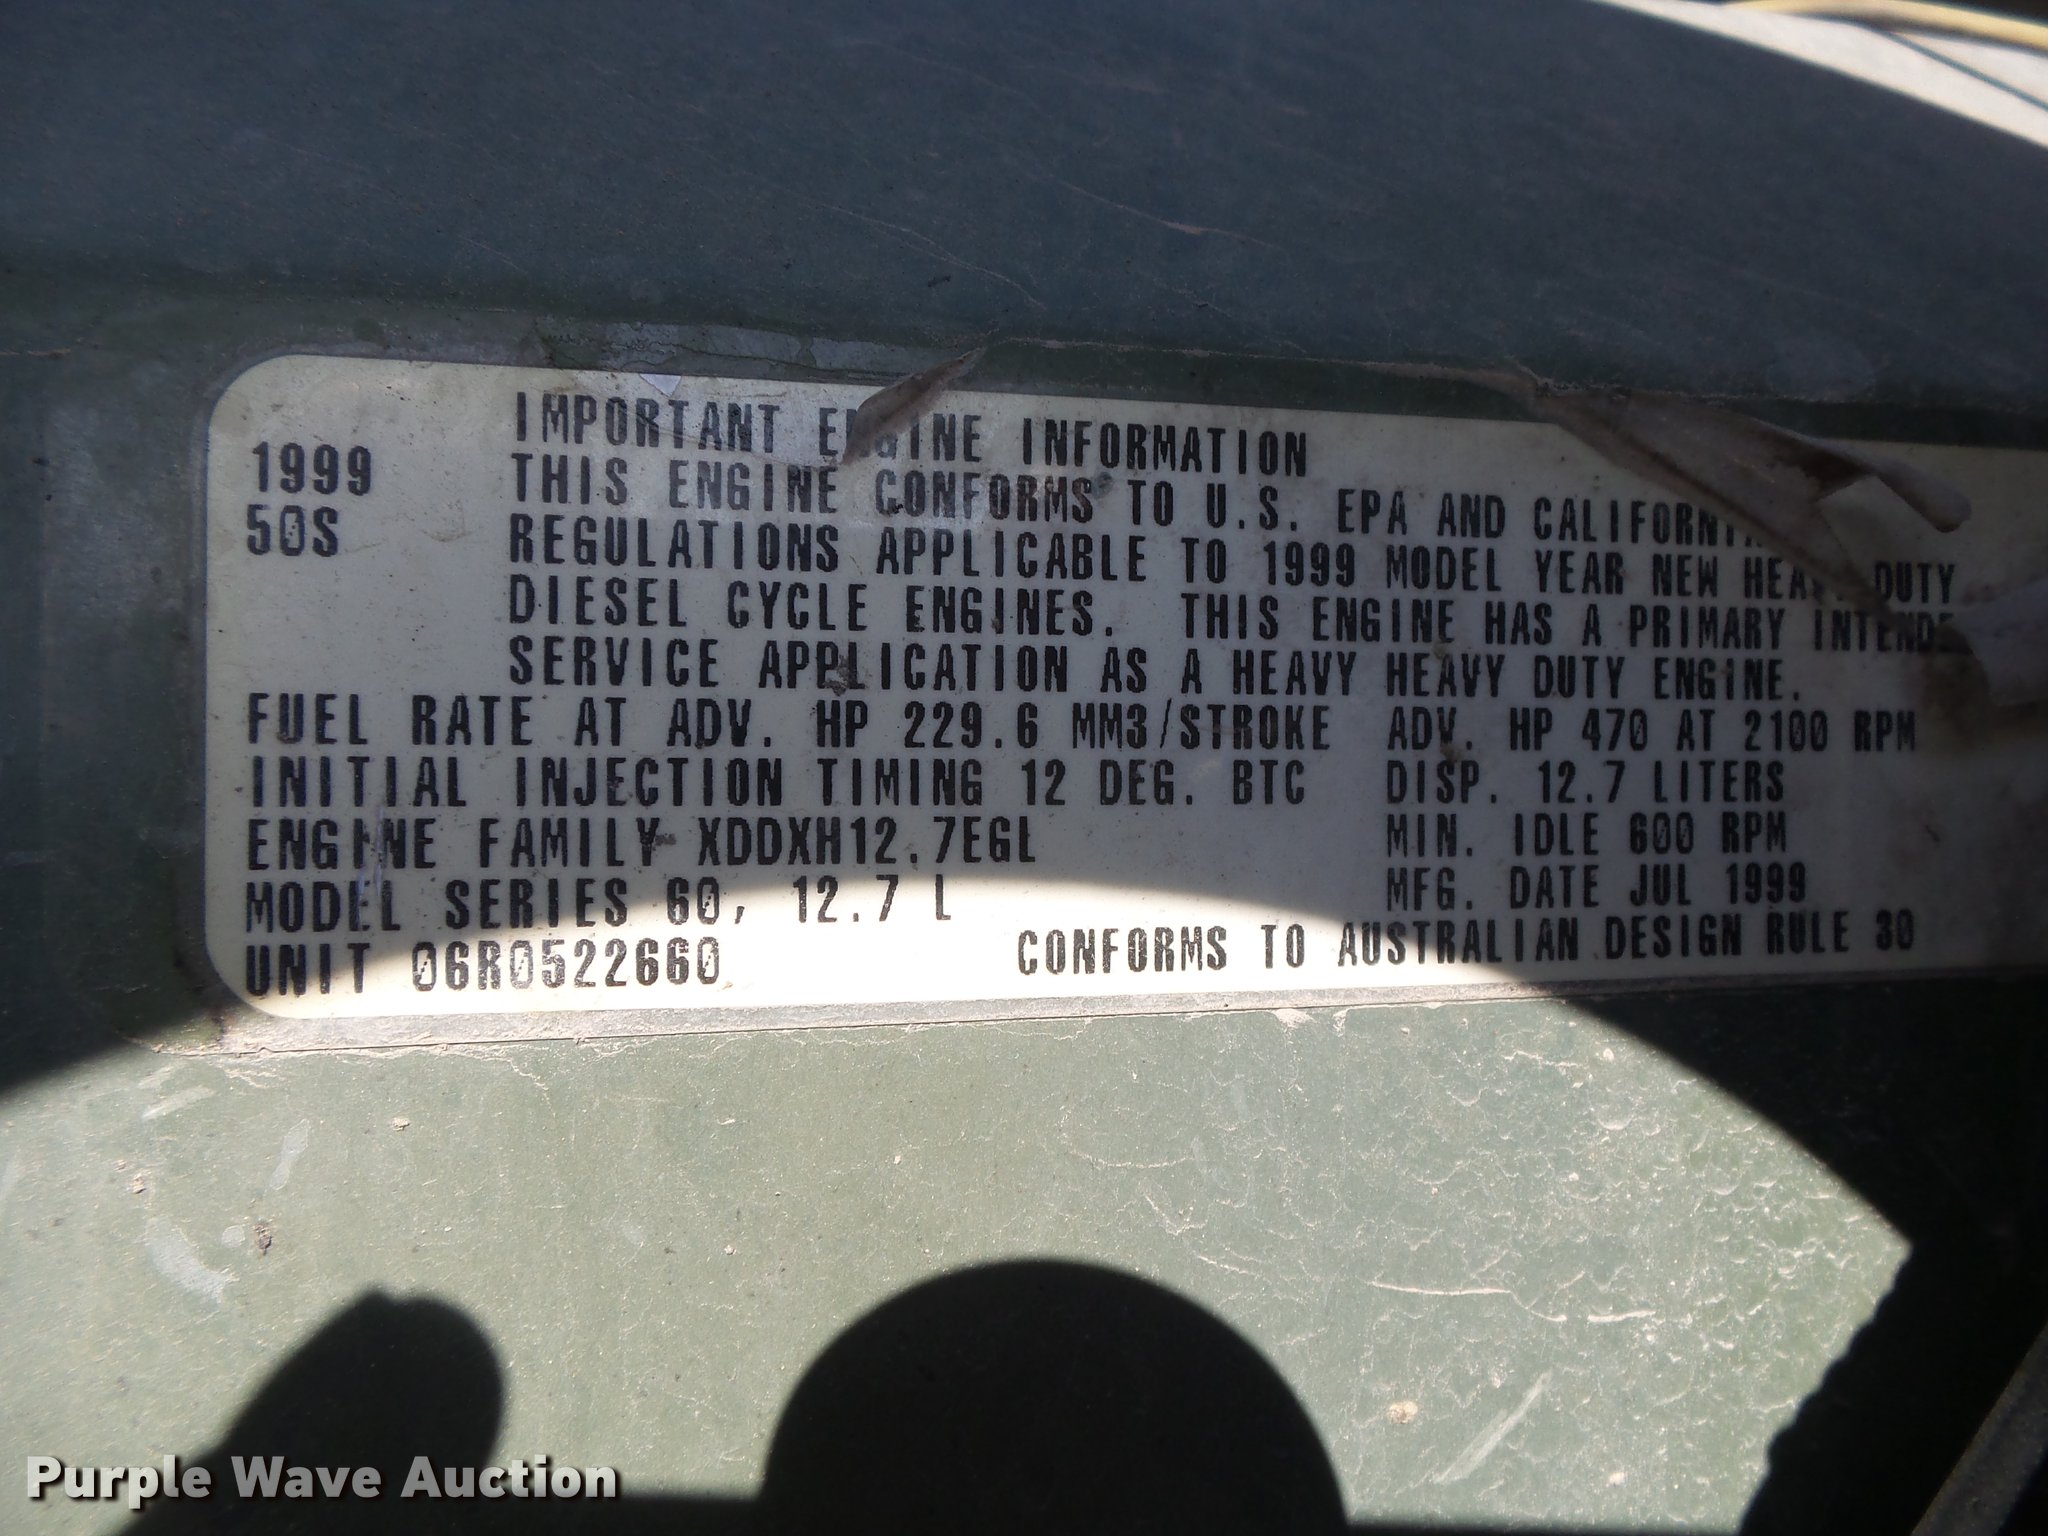 1999
50S
IMPORTANT ENGINE INFORMATION
THIS ENGINE CONFORMS TO U.S. EPA AND CALIFORNIA
REGULATIONS APPLICABLE TO 1999 MODEL YEAR NEW HEAVY DUTY
DIESEL CYCLE ENGINES. THIS ENGINE HAS A PRIMARY INTENDE
SERVICE APPLICATION AS A HEAVY HEAVY DUTY ENGINE.
FUEL RATE AT ADV. HP 229.6 MM3/STROKE ADV. HP 470 AT 2100 RPM
INITIAL INJECTION TIMING 12 DEG. BTC DISP. 12.7 LITERS
ENGINE FAMILY XDDXH12.7EGL MIN. IDLE 600 RPM
MODEL SERIES 60, 12.7 L MFG. DATE JUL 1999
UNIT 06R0522660 CONFORMS TO AUSTRALIAN DESIGN RULE 30
Purple Wave Auction